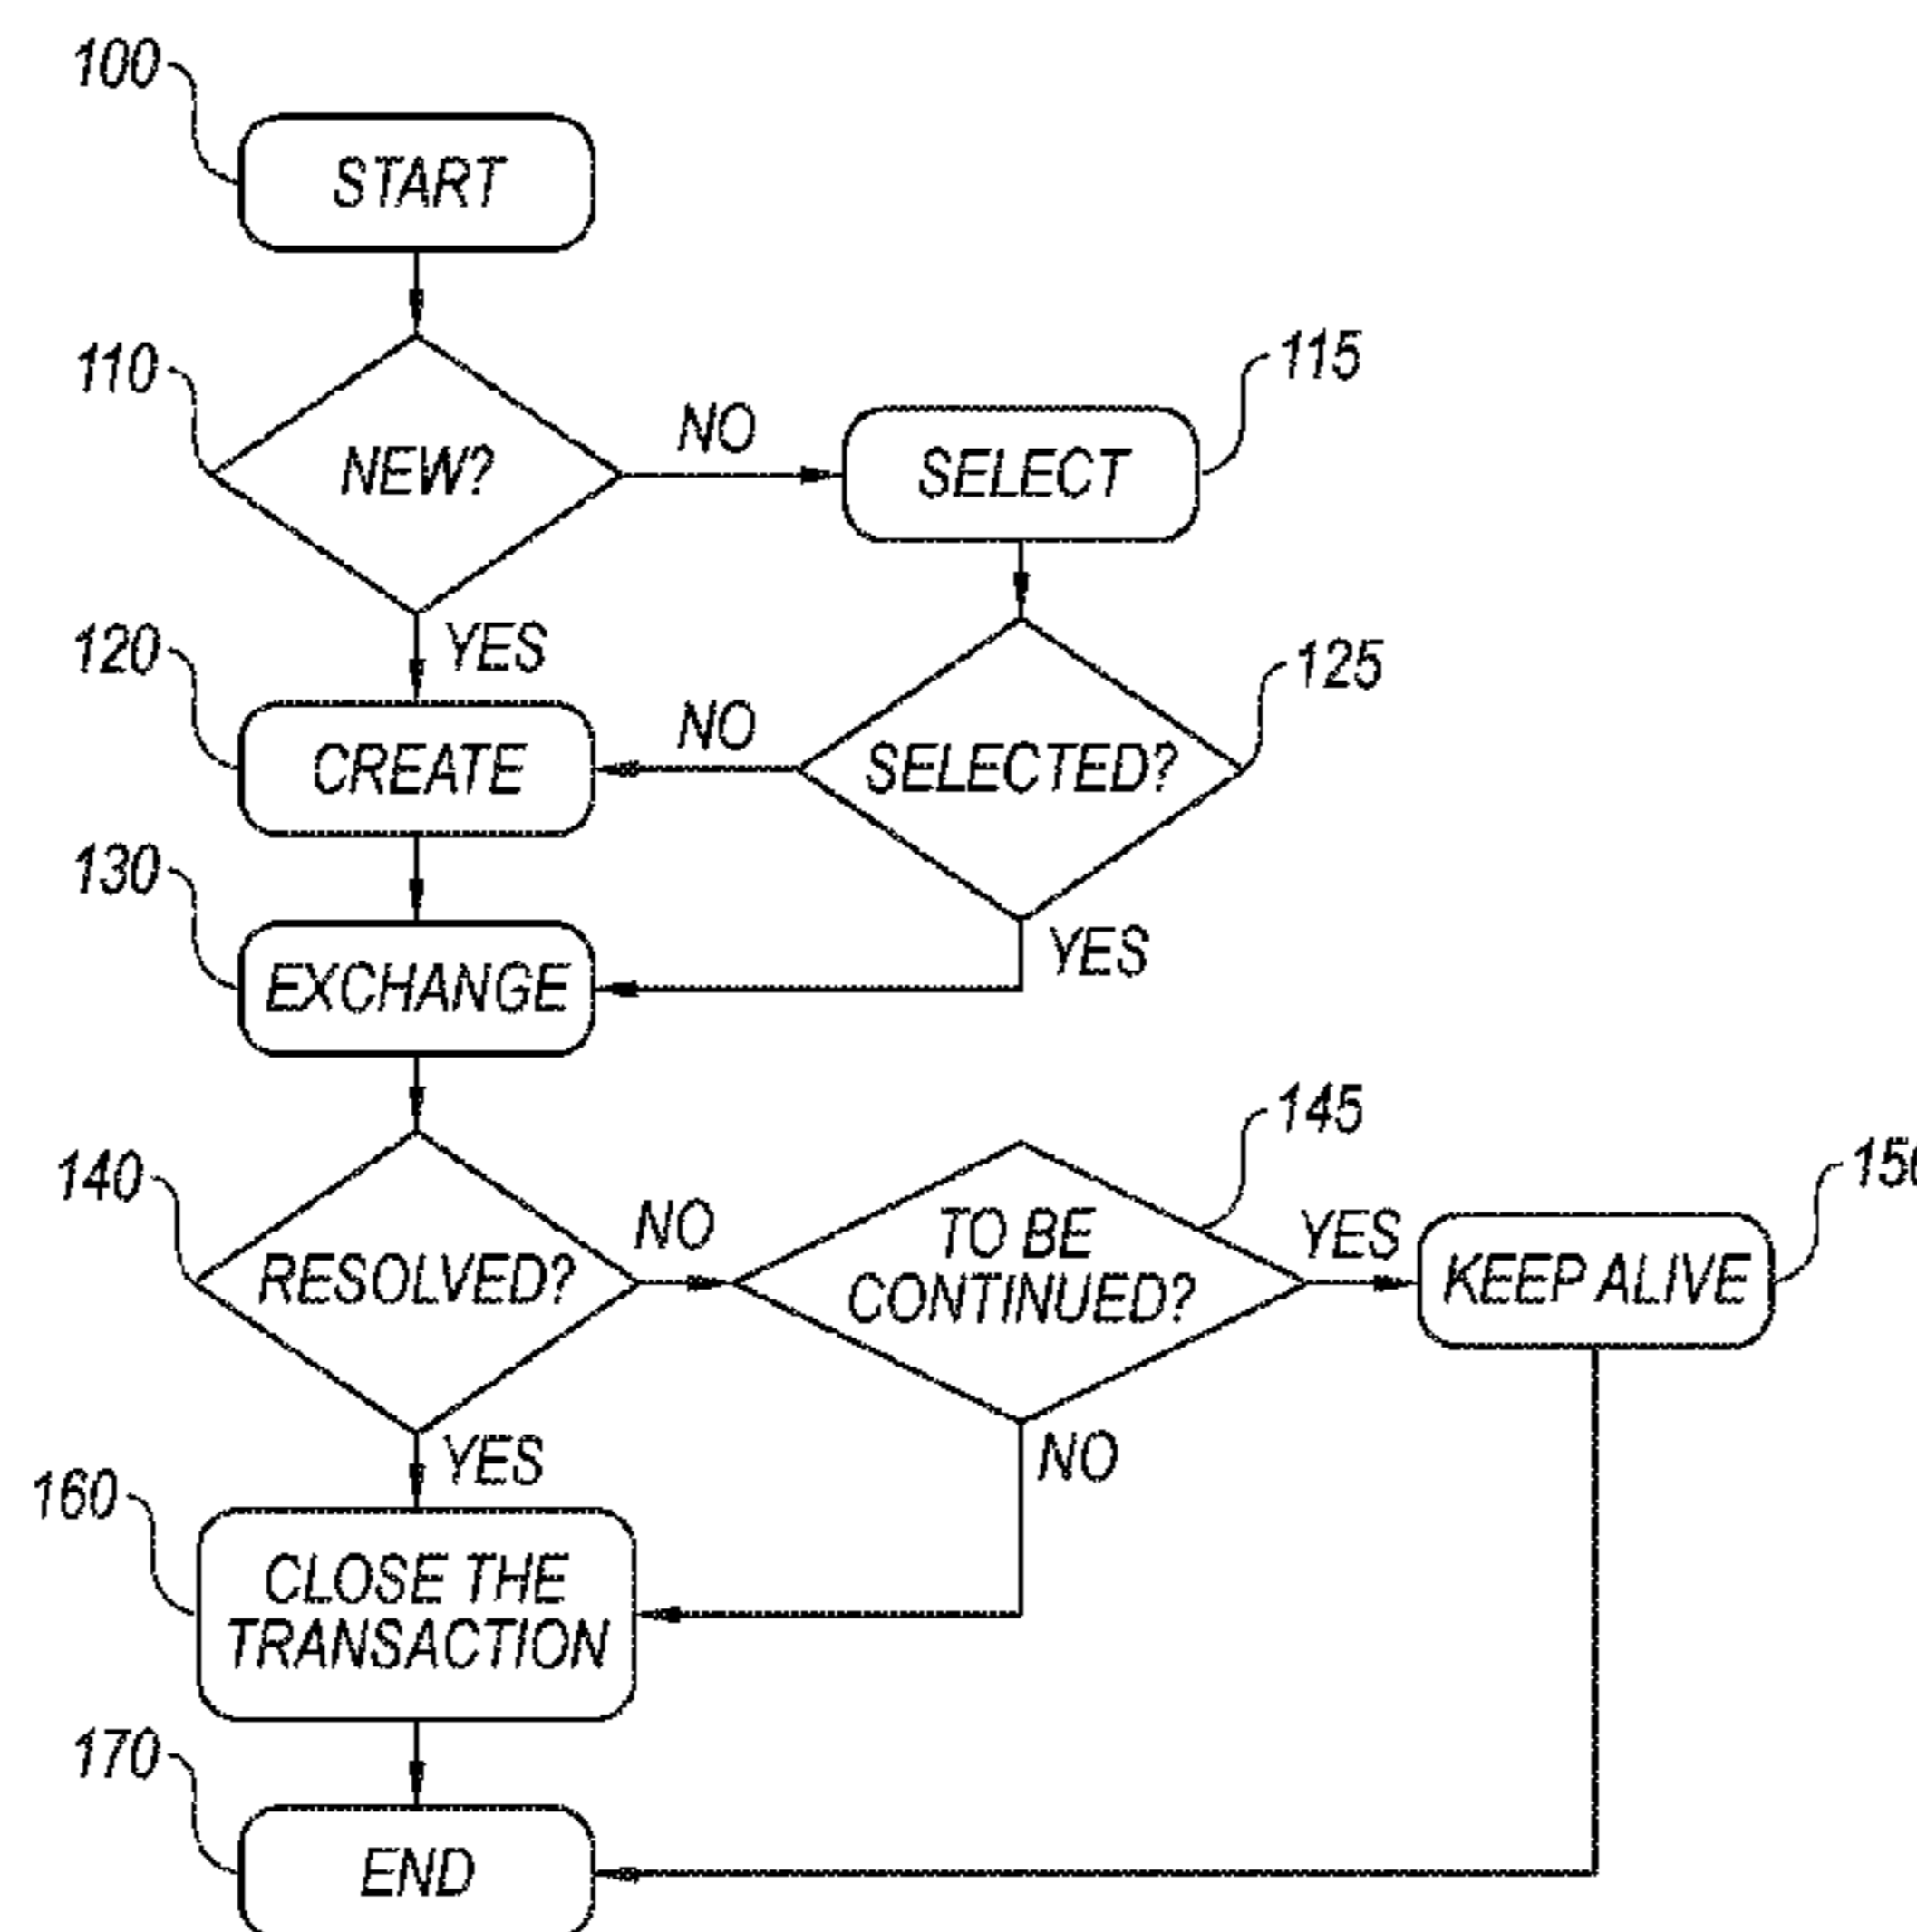 100
START
110
NEW?
NO
SELECT
115
YES
120
CREATE
NO
SELECTED?
125
130
EXCHANGE
YES
140
RESOLVED?
NO
TO BE
CONTINUED?
145
YES
KEEP ALIVE
YES
NO
160
CLOSE THE
TRANSACTION
170
END